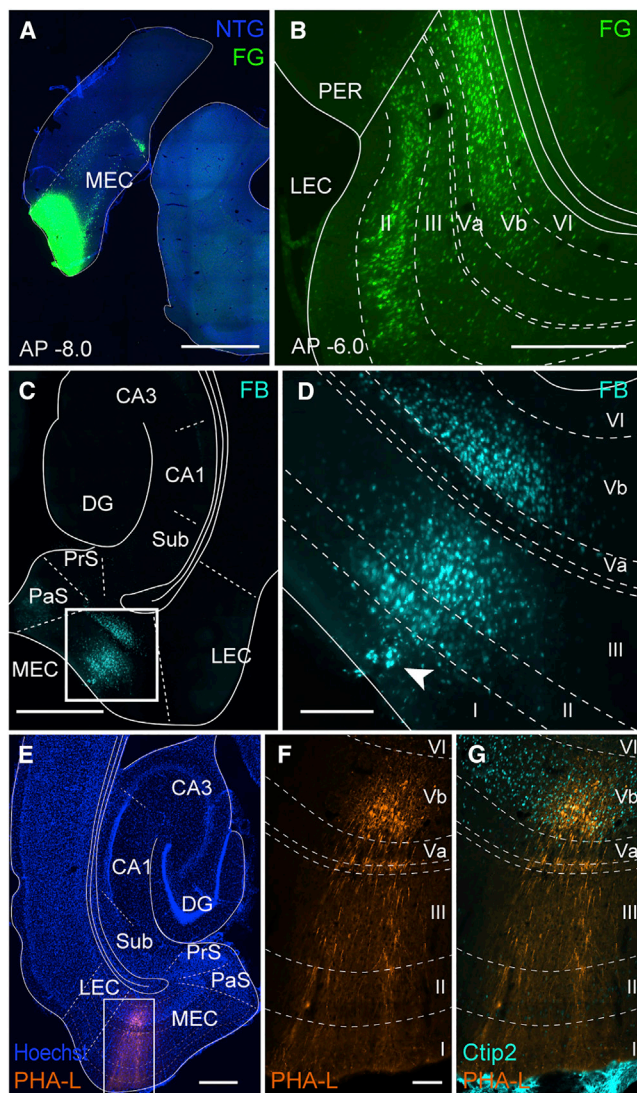 A
NTG
FG
MEC
AP -8.0
B
FG
PER
LEC
II
III
Va
Vb
VI
AP -6.0
C
FB
CA3
DG
CA1
Sub
PrS
PaS
MEC
LEC
D
FB
VI
Vb
Va
III
I
II
E
CA3
CA1
DG
Sub
PrS
LEC
PaS
MEC
Hoechst
PHA-L
F
VI
Vb
Va
III
II
I
PHA-L
G
VI
Vb
Va
III
II
I
Ctip2
PHA-L